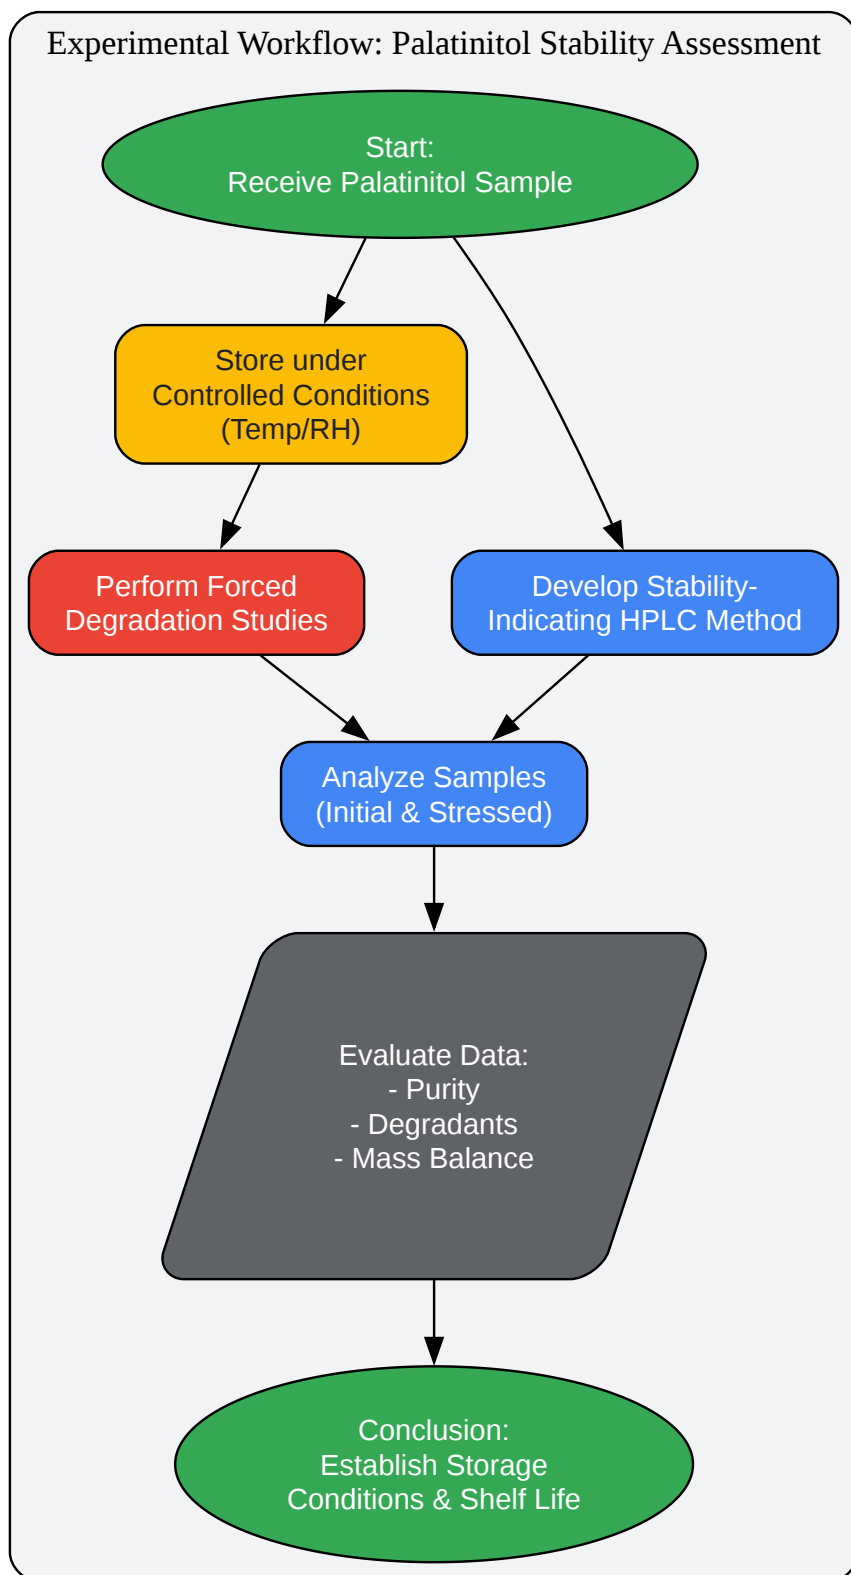 Experimental Workflow: Palatinitol Stability Assessment
Start:
Receive Palatinitol Sample
Store under
Controlled Conditions
(Temp/RH)
Perform Forced
Degradation Studies
Develop Stability-
Indicating HPLC Method
Analyze Samples
(Initial & Stressed)
Evaluate Data:
- Purity
- Degradants
- Mass Balance
Conclusion:
Establish Storage
Conditions & Shelf Life